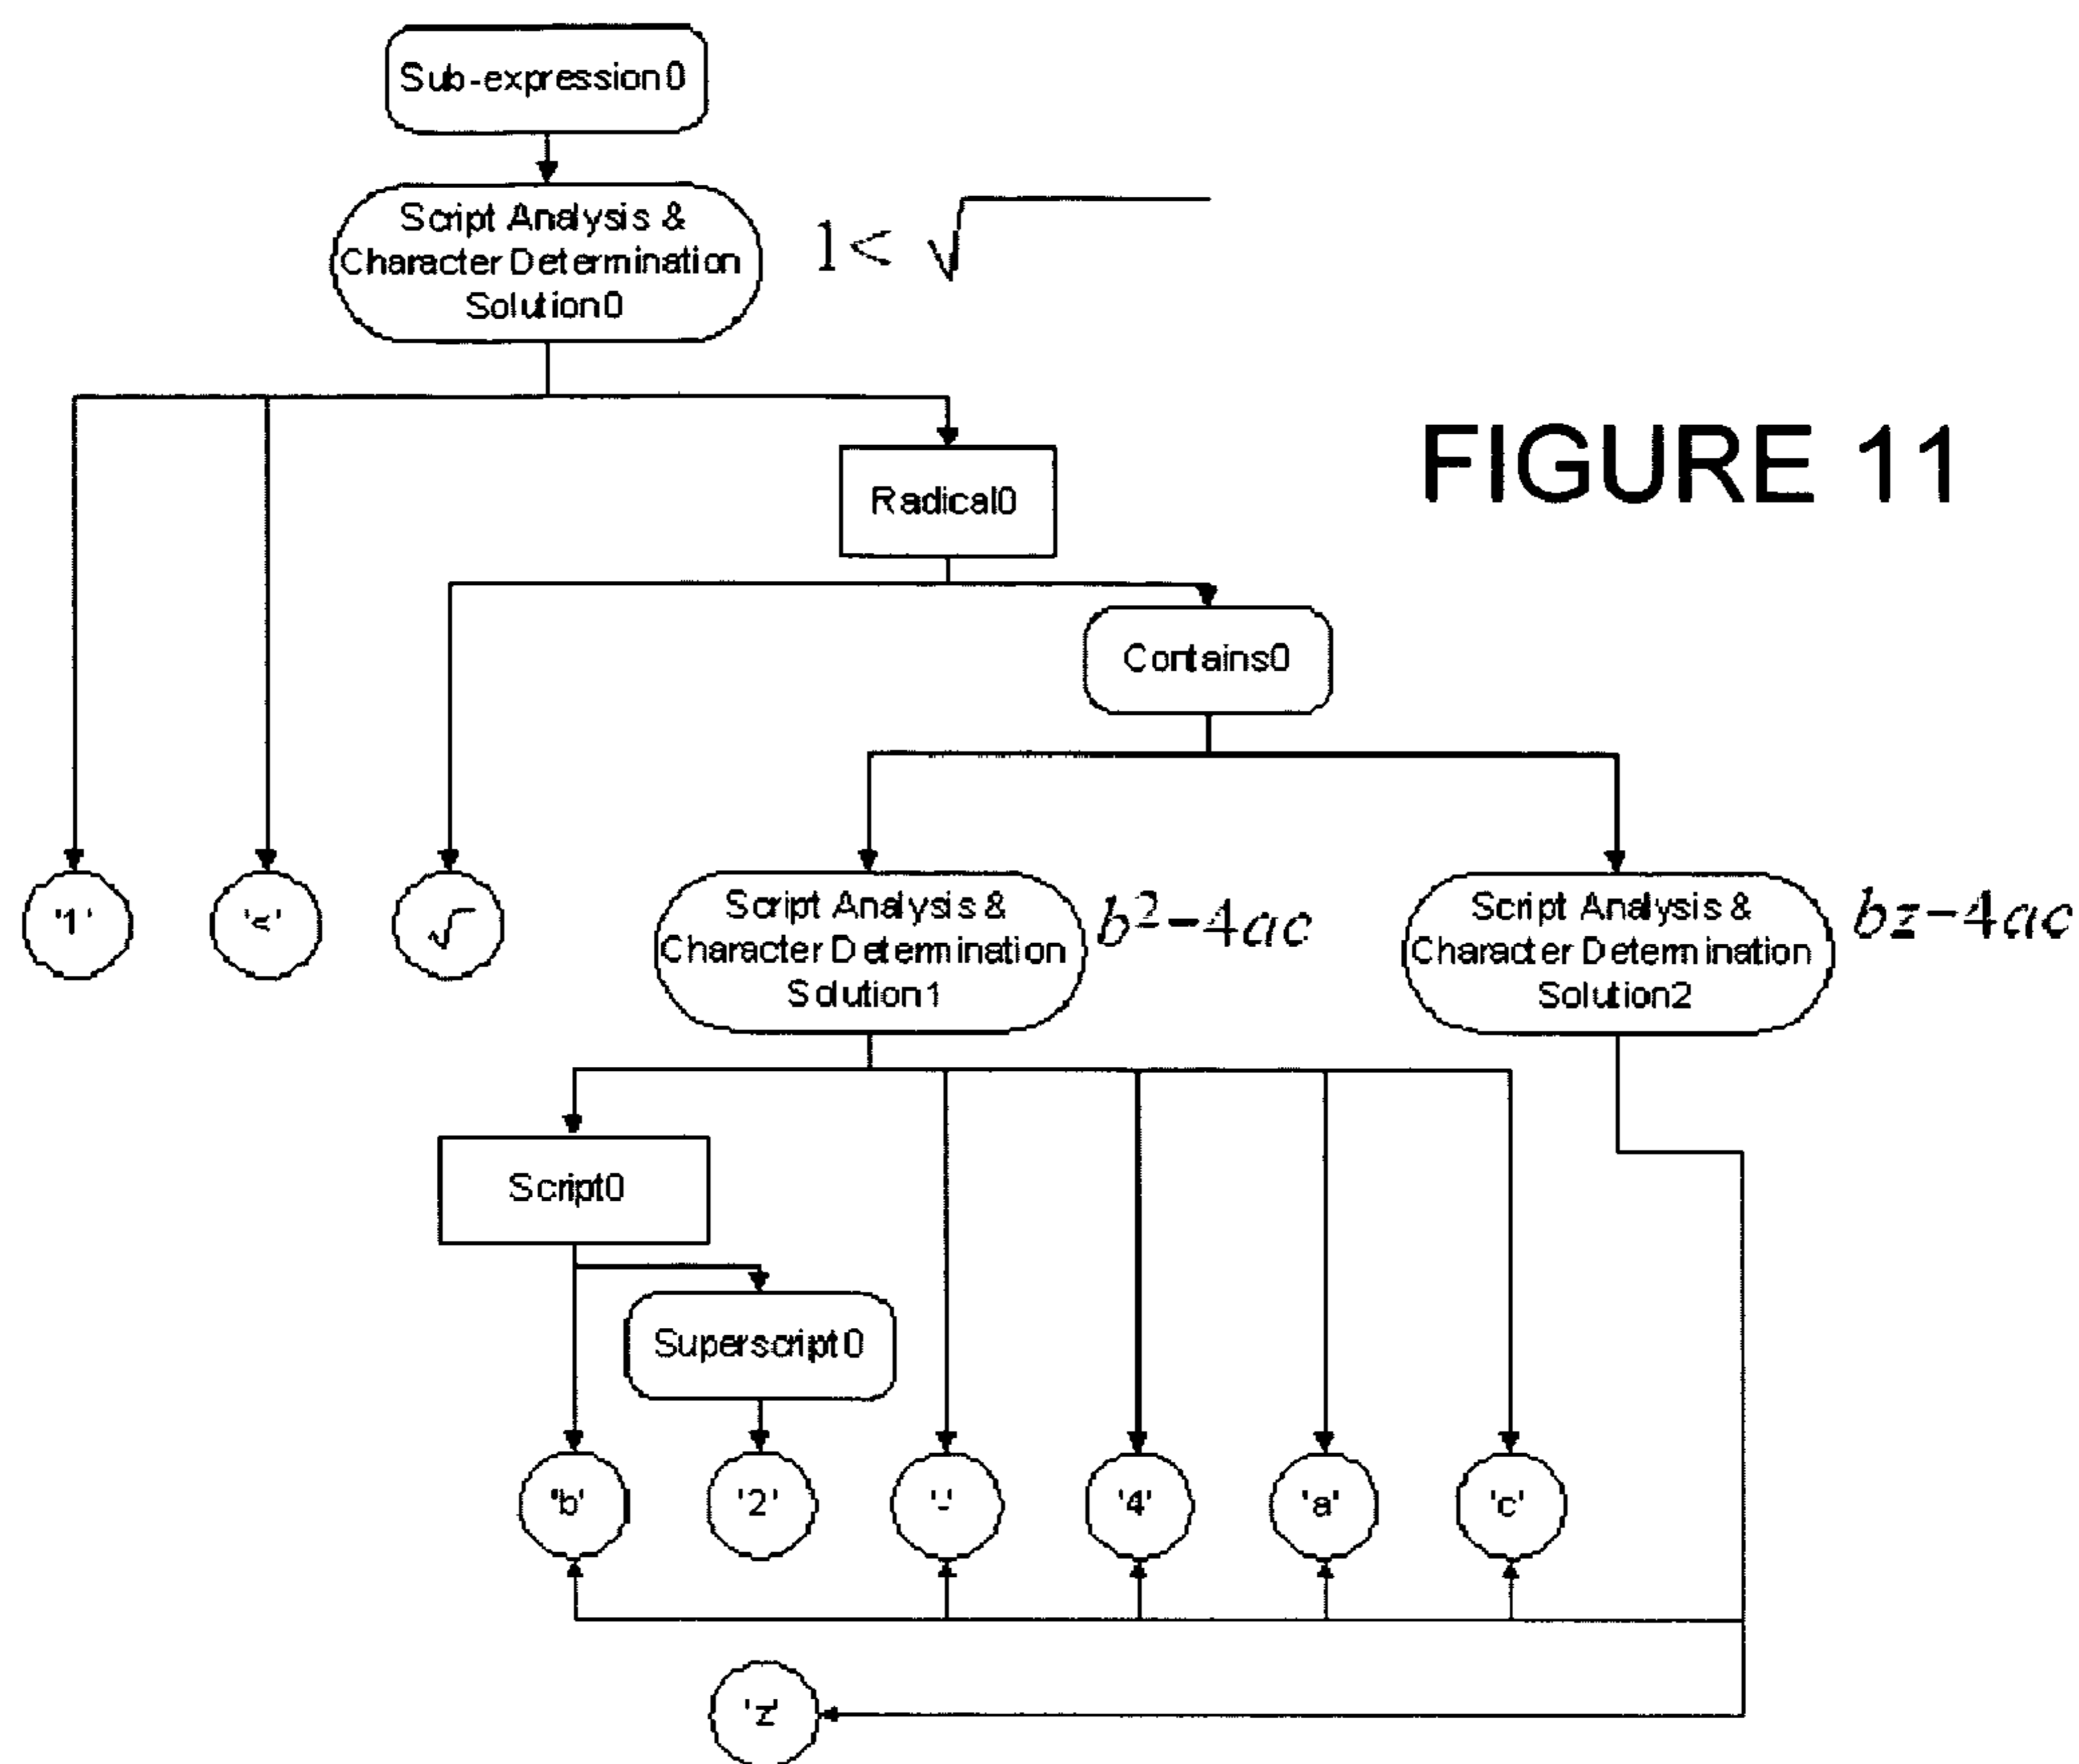 Sub-expression0
Script Analysis &
Character Determination
Solution0
1< √
FIGURE 11
Radical0
Contains0
'1'
'<'
√
Script Analysis &
Character Determination
Solution1
b²-4ac
Script Analysis &
Character Determination
Solution2
bz-4ac
Script0
Superscript0
'b'
'2'
'-'
'4'
'a'
'c'
'z'